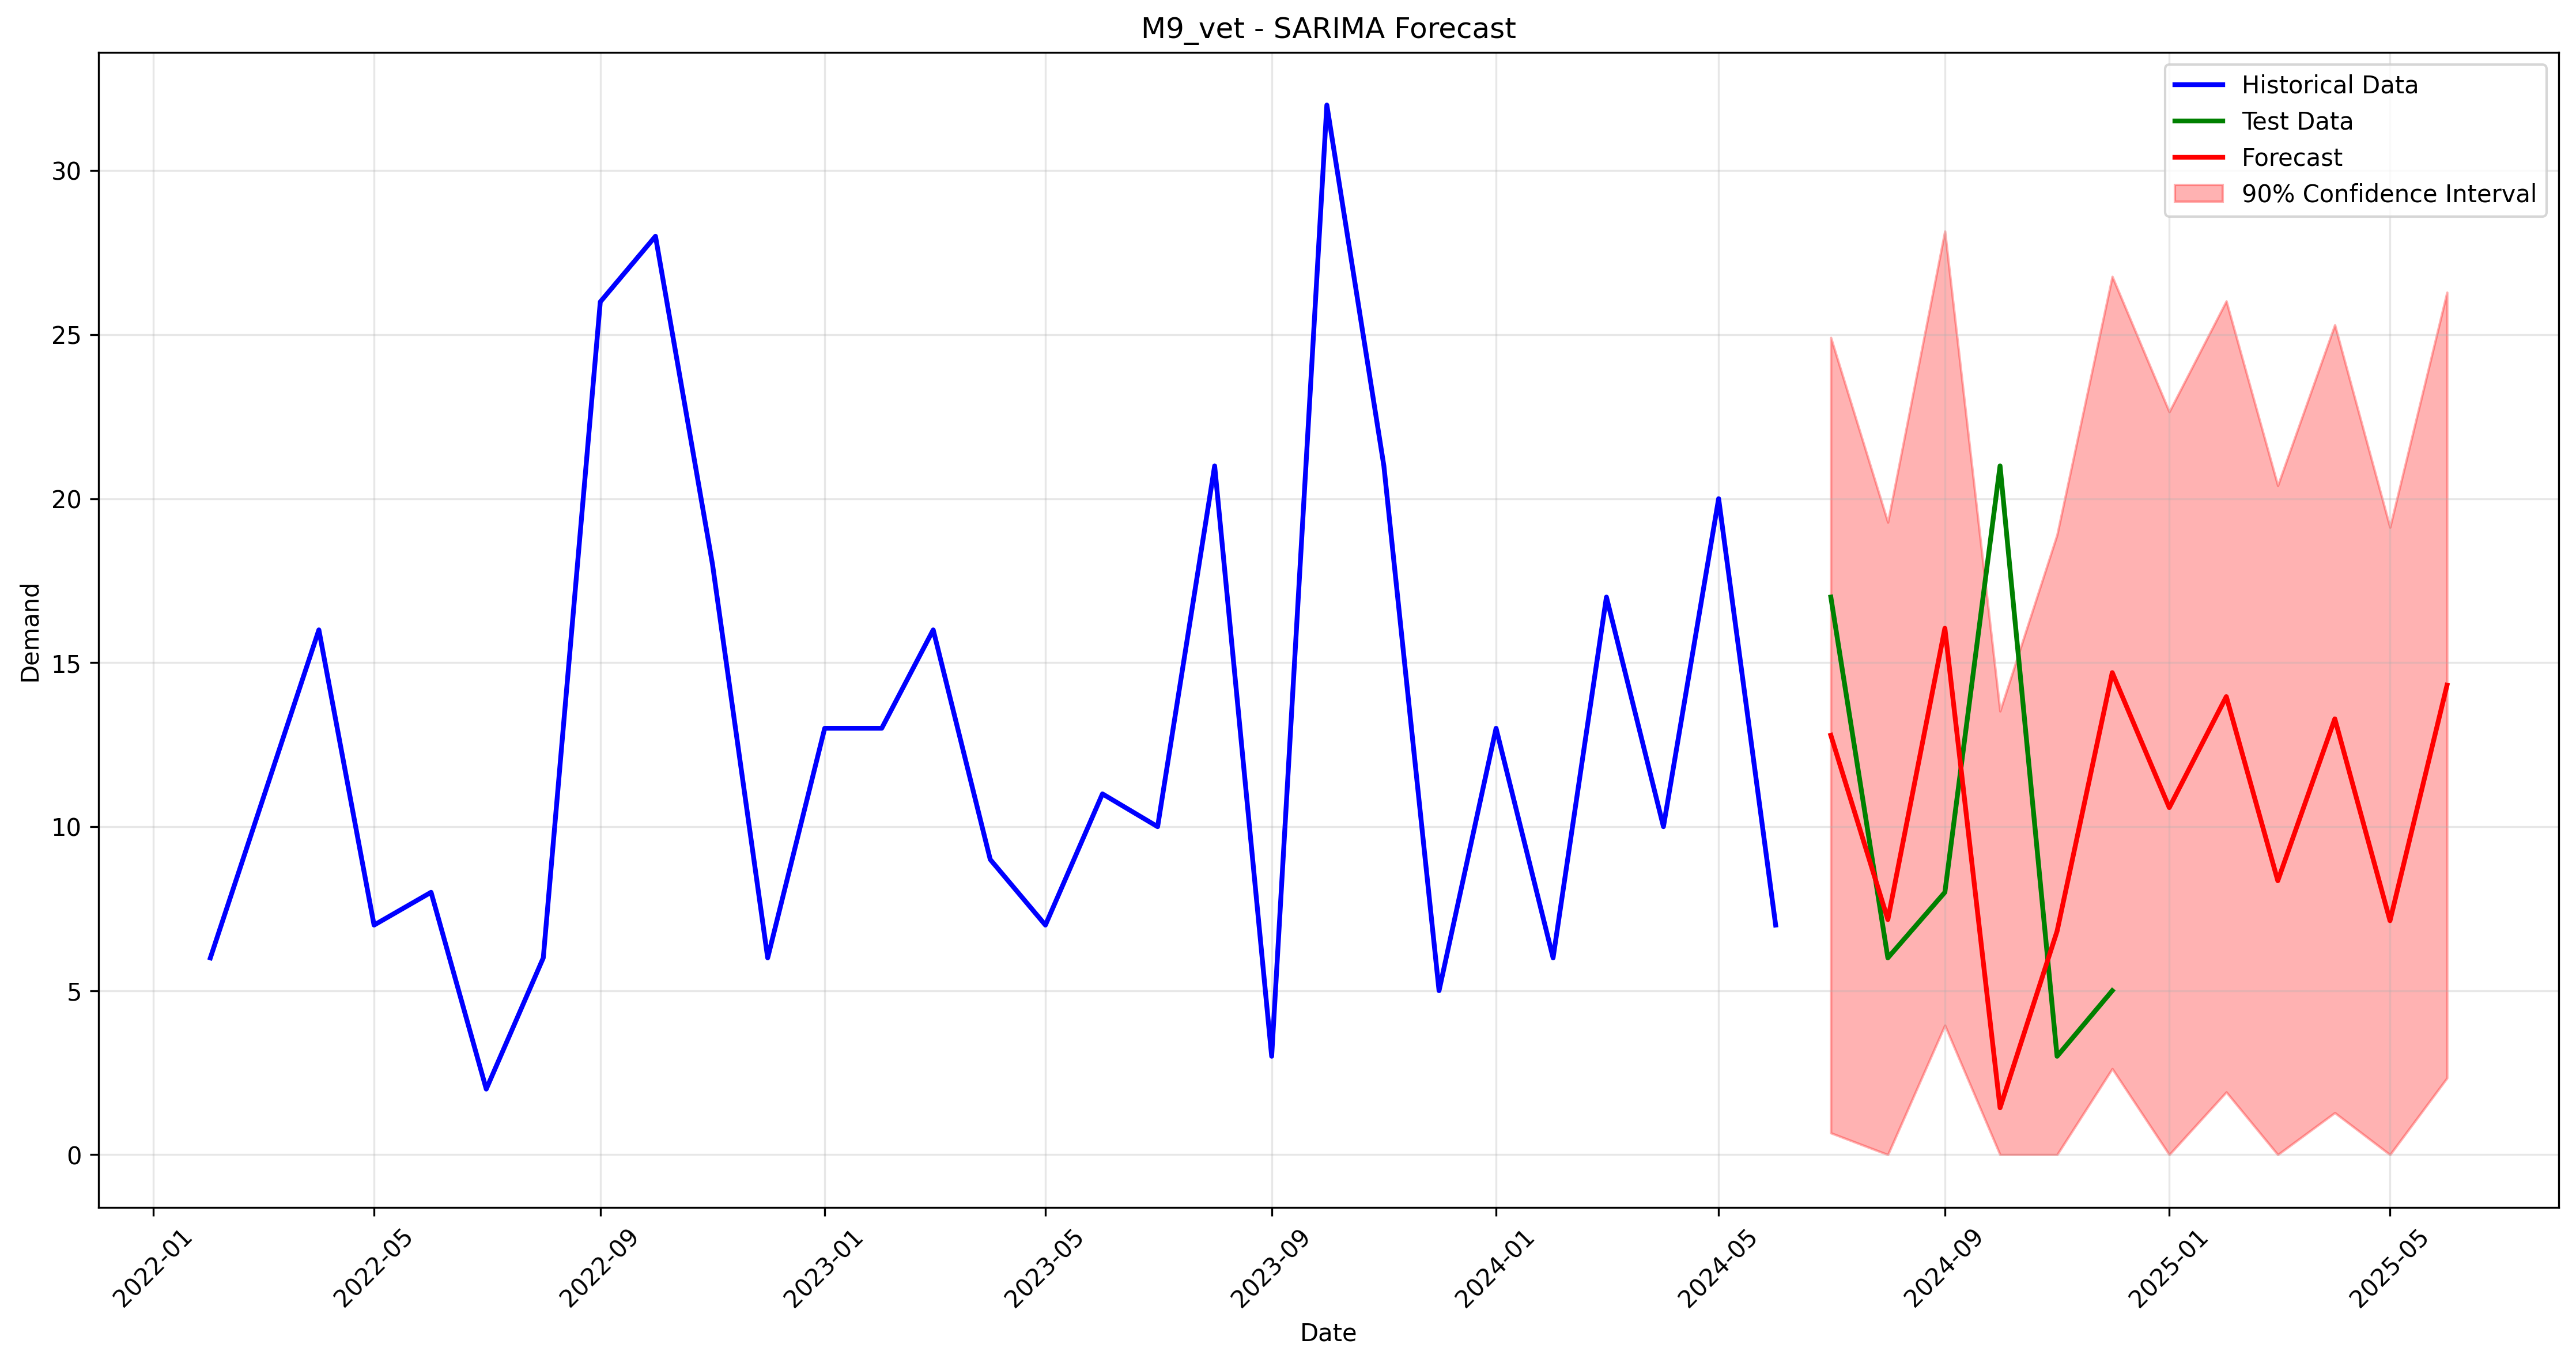 M9_vet - SARIMA Forecast
Historical Data
Test Data
Forecast
90% Confidence Interval
Demand
30
25
20
15
10
5
0
2022-01
2022-05
2022-09
2023-01
2023-05
2023-09
2024-01
2024-05
2024-09
2025-01
2025-05
Date